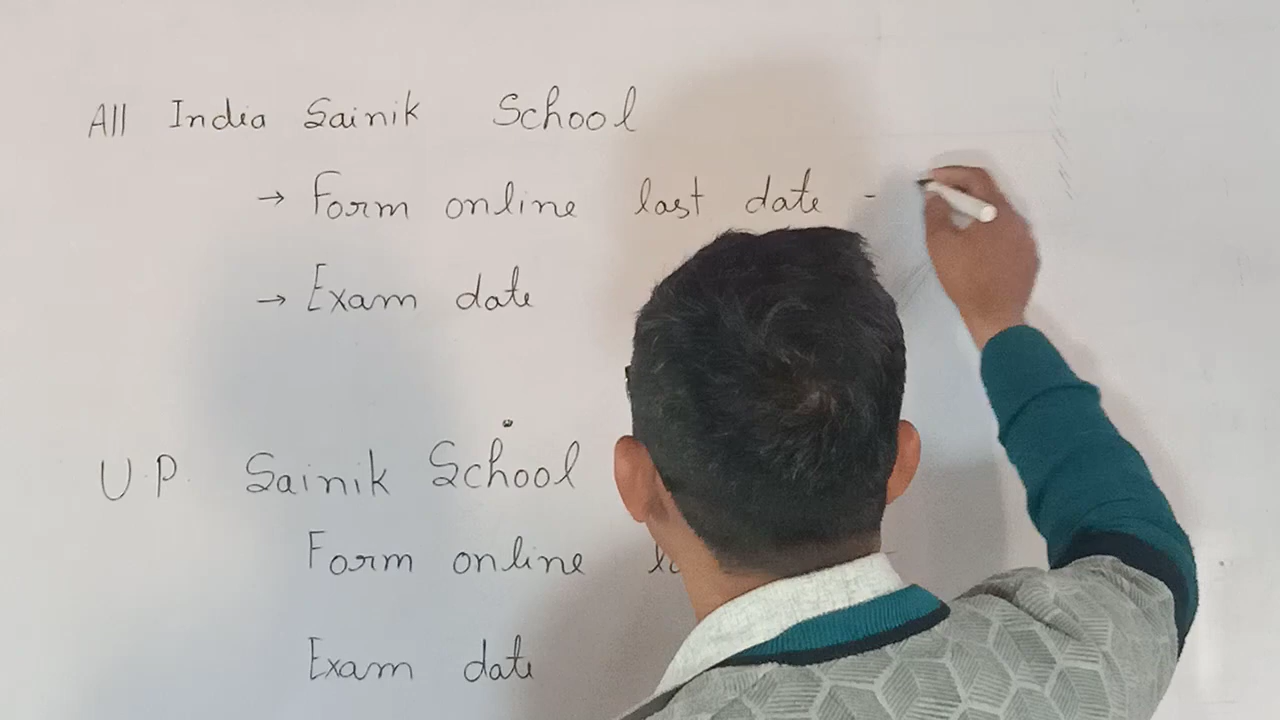 All India Sainik School
→ Form online last date -
→ Exam date
U.P. Sainik School
Form online
Exam date